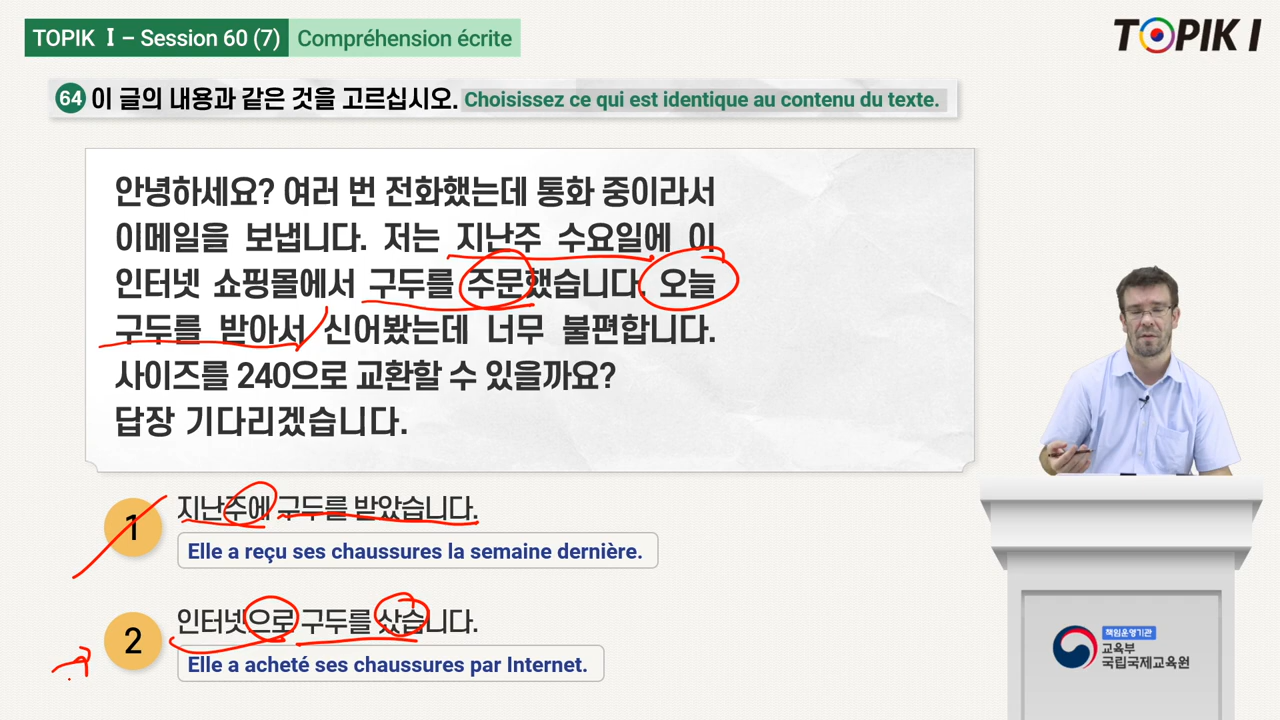 TOPIK Ⅰ – Session 60 (7) Compréhension écrite
TOPIK I
64 이 글의 내용과 같은 것을 고르십시오. Choisissez ce qui est identique au contenu du texte.
안녕하세요? 여러 번 전화했는데 통화 중이라서
이메일을 보냅니다. 저는 지난주 수요일에 이
인터넷 쇼핑몰에서 구두를 주문했습니다. 오늘
구두를 받아서 신어봤는데 너무 불편합니다.
사이즈를 240으로 교환할 수 있을까요?
답장 기다리겠습니다.
1 지난주에 구두를 받았습니다.
Elle a reçu ses chaussures la semaine dernière.
2 인터넷으로 구두를 샀습니다.
Elle a acheté ses chaussures par Internet.
책임운영기관
교육부
국립국제교육원